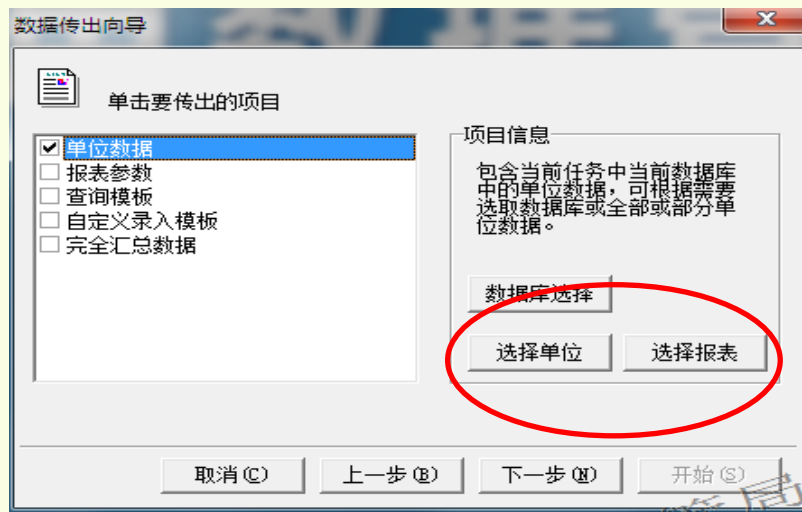 数据传出向导
单击要传出的项目
单位数据
报表参数
查询模板
自定义录入模板
完全汇总数据
项目信息
包含当前任务中当前数据库
中的单位数据，可根据需要
选取数据库或全部或部分单
位数据。
数据库选择
选择单位 选择报表
取消(C) 上一步(B) 下一步(N) 开始(S)
局